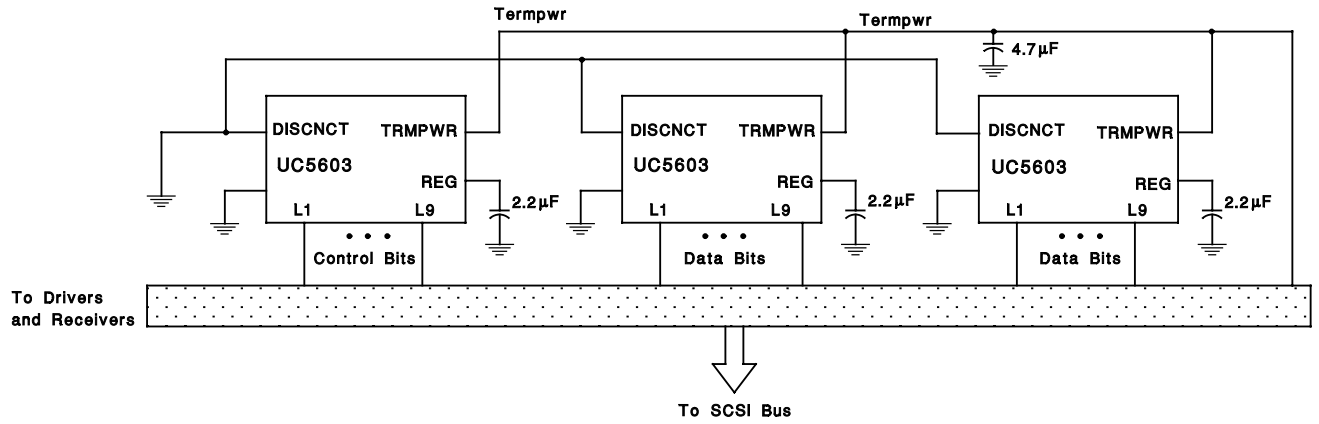 Termpwr
Termpwr
4.7µF
DISCNCT TRMPWR
UC5603
REG
2.2µF
L1 L9
• • •
Control Bits
DISCNCT TRMPWR
UC5603
REG
2.2µF
L1 L9
• • •
Data Bits
DISCNCT TRMPWR
UC5603
REG
2.2µF
L1 L9
• • •
Data Bits
To Drivers
and Receivers
To SCSI Bus